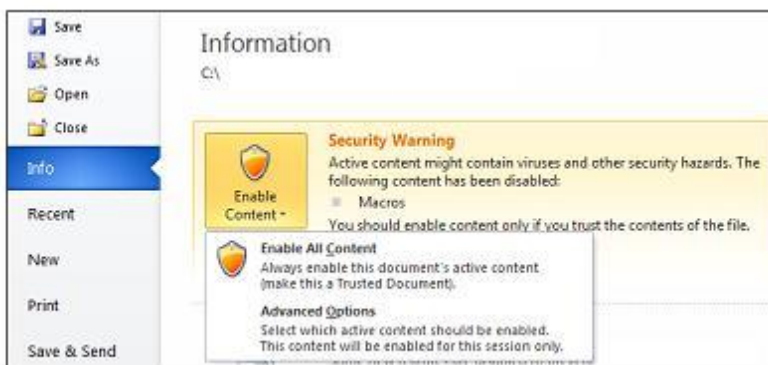 Save
Save As
Open
Close
Info
Recent
New
Print
Save & Send
Information
C:\
Security Warning
Active content might contain viruses and other security hazards. The
following content has been disabled:
Macros
You should enable content only if you trust the contents of the file.
Enable
Content
Enable All Content
Always enable this document's active content
(make this a Trusted Document).
Advanced Options
Select which active content should be enabled.
This content will be enabled for this session only.